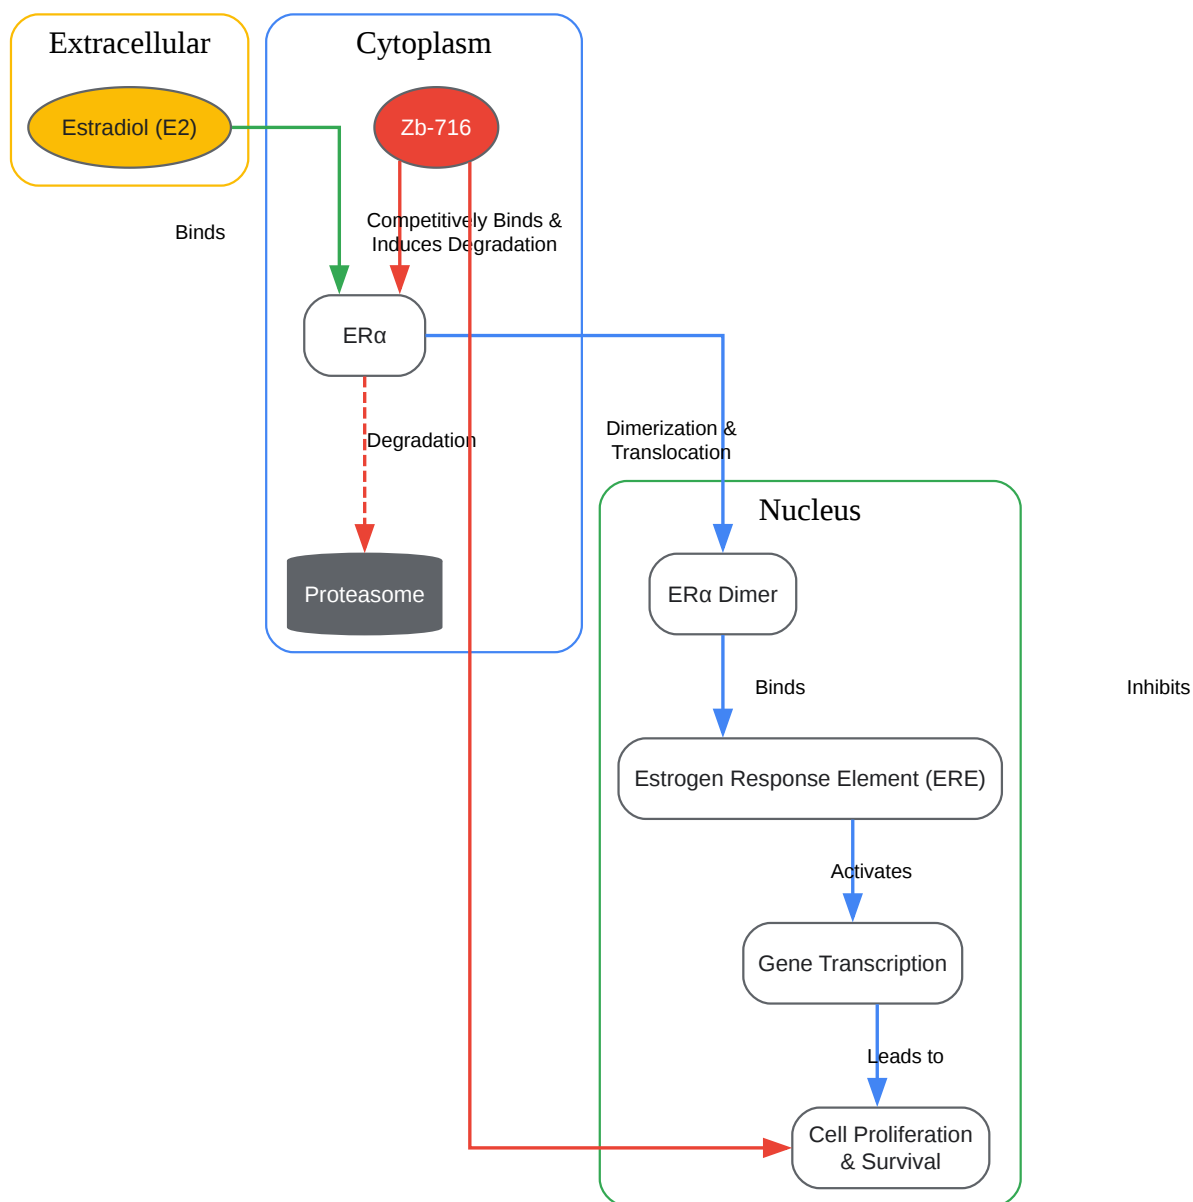 Extracellular
Cytoplasm
Estradiol (E2)
Zb-716
Binds
Competitively Binds &
Induces Degradation
ERα
Degradation
Dimerization &
Translocation
Nucleus
Proteasome
ERα Dimer
Binds
Inhibits
Estrogen Response Element (ERE)
Activates
Gene Transcription
Leads to
Cell Proliferation
& Survival